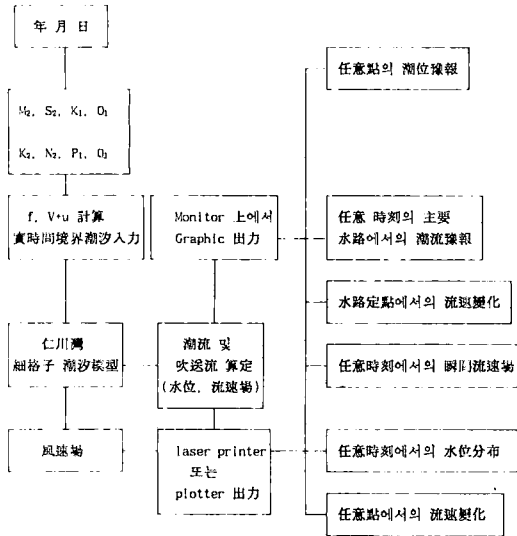 年 月 日
M₂, S₂, K₁, O₁
K₂, N₂, P₁, Q₁
f, V+u 計算
實時間境界潮汐入力
仁川灣
細格子 潮汐模型
風速場
Monitor 上에서
Graphic 出力
潮流 및
吹送流 算定
(水位, 流速場)
laser printer
또는
plotter 出力
任意點의 潮位豫報
任意 時刻의 主要
水路에서의 潮流豫報
水路定點에서의 流速變化
任意時刻에서의 瞬間流速場
任意時刻에서의 水位分布
任意點에서의 流速變化